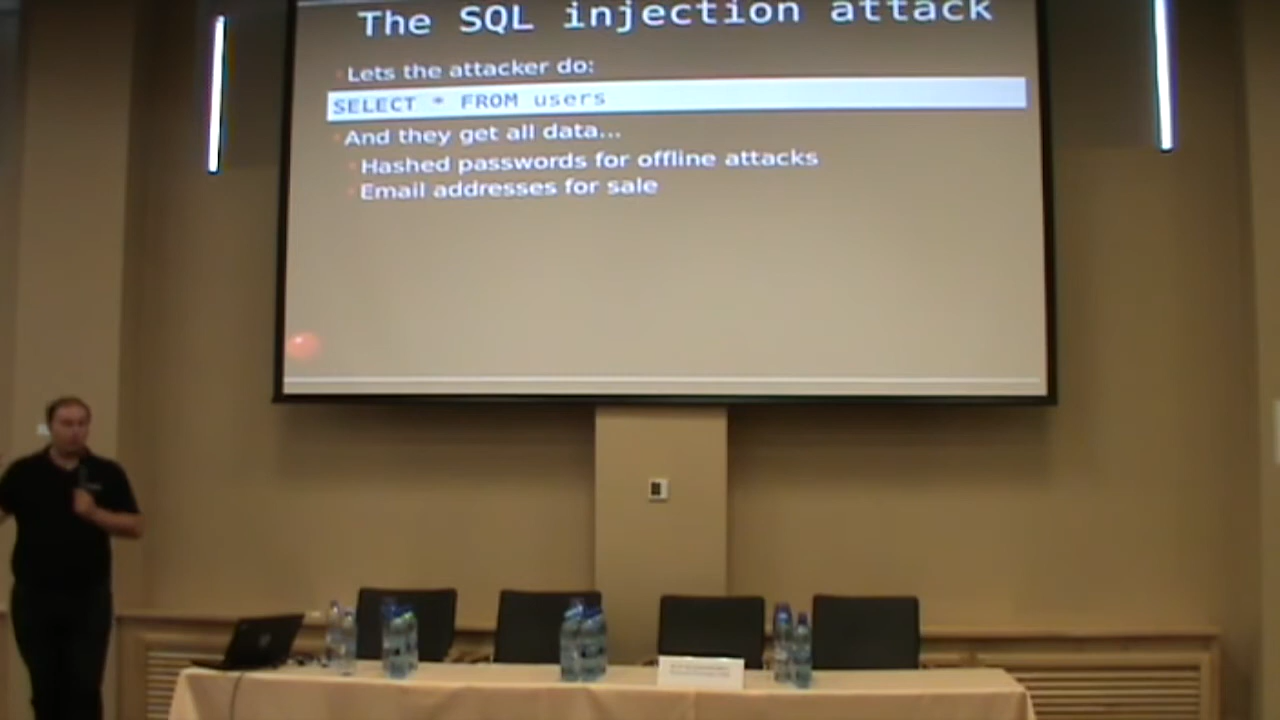 The SQL injection attack
Lets the attacker do:
SELECT * FROM users
And they get all data...
Hashed passwords for offline attacks
Email addresses for sale